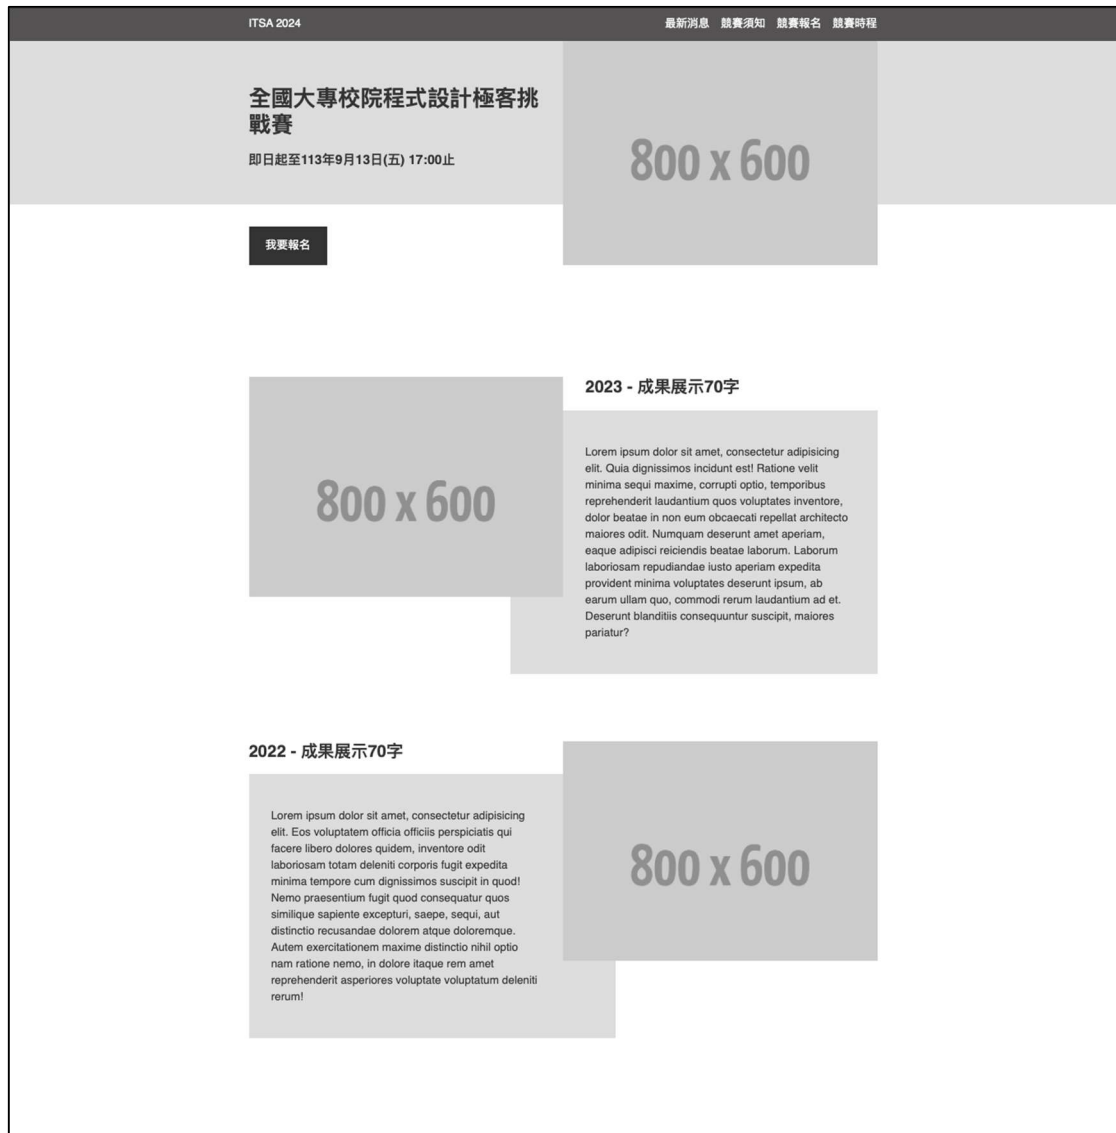 ITSA 2024
最新消息 競賽須知 競賽報名 競賽時程
全國大專校院程式設計極客挑
戰賽
即日起至113年9月13日(五) 17:00止
800 x 600
我要報名
800 x 600
2023 - 成果展示70字
Lorem ipsum dolor sit amet, consectetur adipisicing
elit. Quia dignissimos incidunt est! Ratione velit
minima sequi maxime, corrupti optio, temporibus
reprehenderit laudantium quos voluptates inventore,
dolor beatae in non eum obcaecati repellat architecto
maiores odit. Numquam deserunt amet aperiam,
eaque adipisci reiciendis beatae laborum. Laborum
laboriosam repudiandae iusto aperiam expedita
provident minima voluptates deserunt ipsum, ab
earum ullam quo, commodi rerum laudantium ad et.
Deserunt blanditiis consequuntur suscipit, maiores
pariatur?
2022 - 成果展示70字
Lorem ipsum dolor sit amet, consectetur adipisicing
elit. Eos voluptatem officia officiis perspiciatis qui
facere libero dolores quidem, inventore odit
laboriosam totam deleniti corporis fugit expedita
minima tempore cum dignissimos suscipit in quod!
Nemo praesentium fugit quod consequatur quos
similique sapiente excepturi, saepe, sequi, aut
distinctio recusandae dolorem atque doloremque.
Autem exercitationem maxime distinctio nihil optio
nam ratione nemo, in dolore itaque rem amet
reprehenderit asperiores voluptate voluptatum deleniti
rerum!
800 x 600